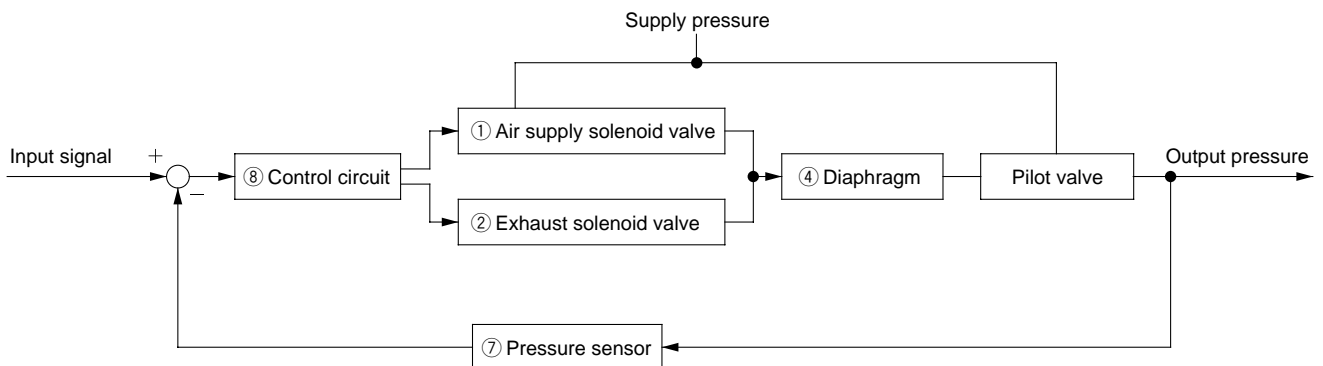 Supply pressure
① Air supply solenoid valve
Input signal
+
−
⑧ Control circuit
④ Diaphragm
Pilot valve
Output pressure
② Exhaust solenoid valve
⑦ Pressure sensor